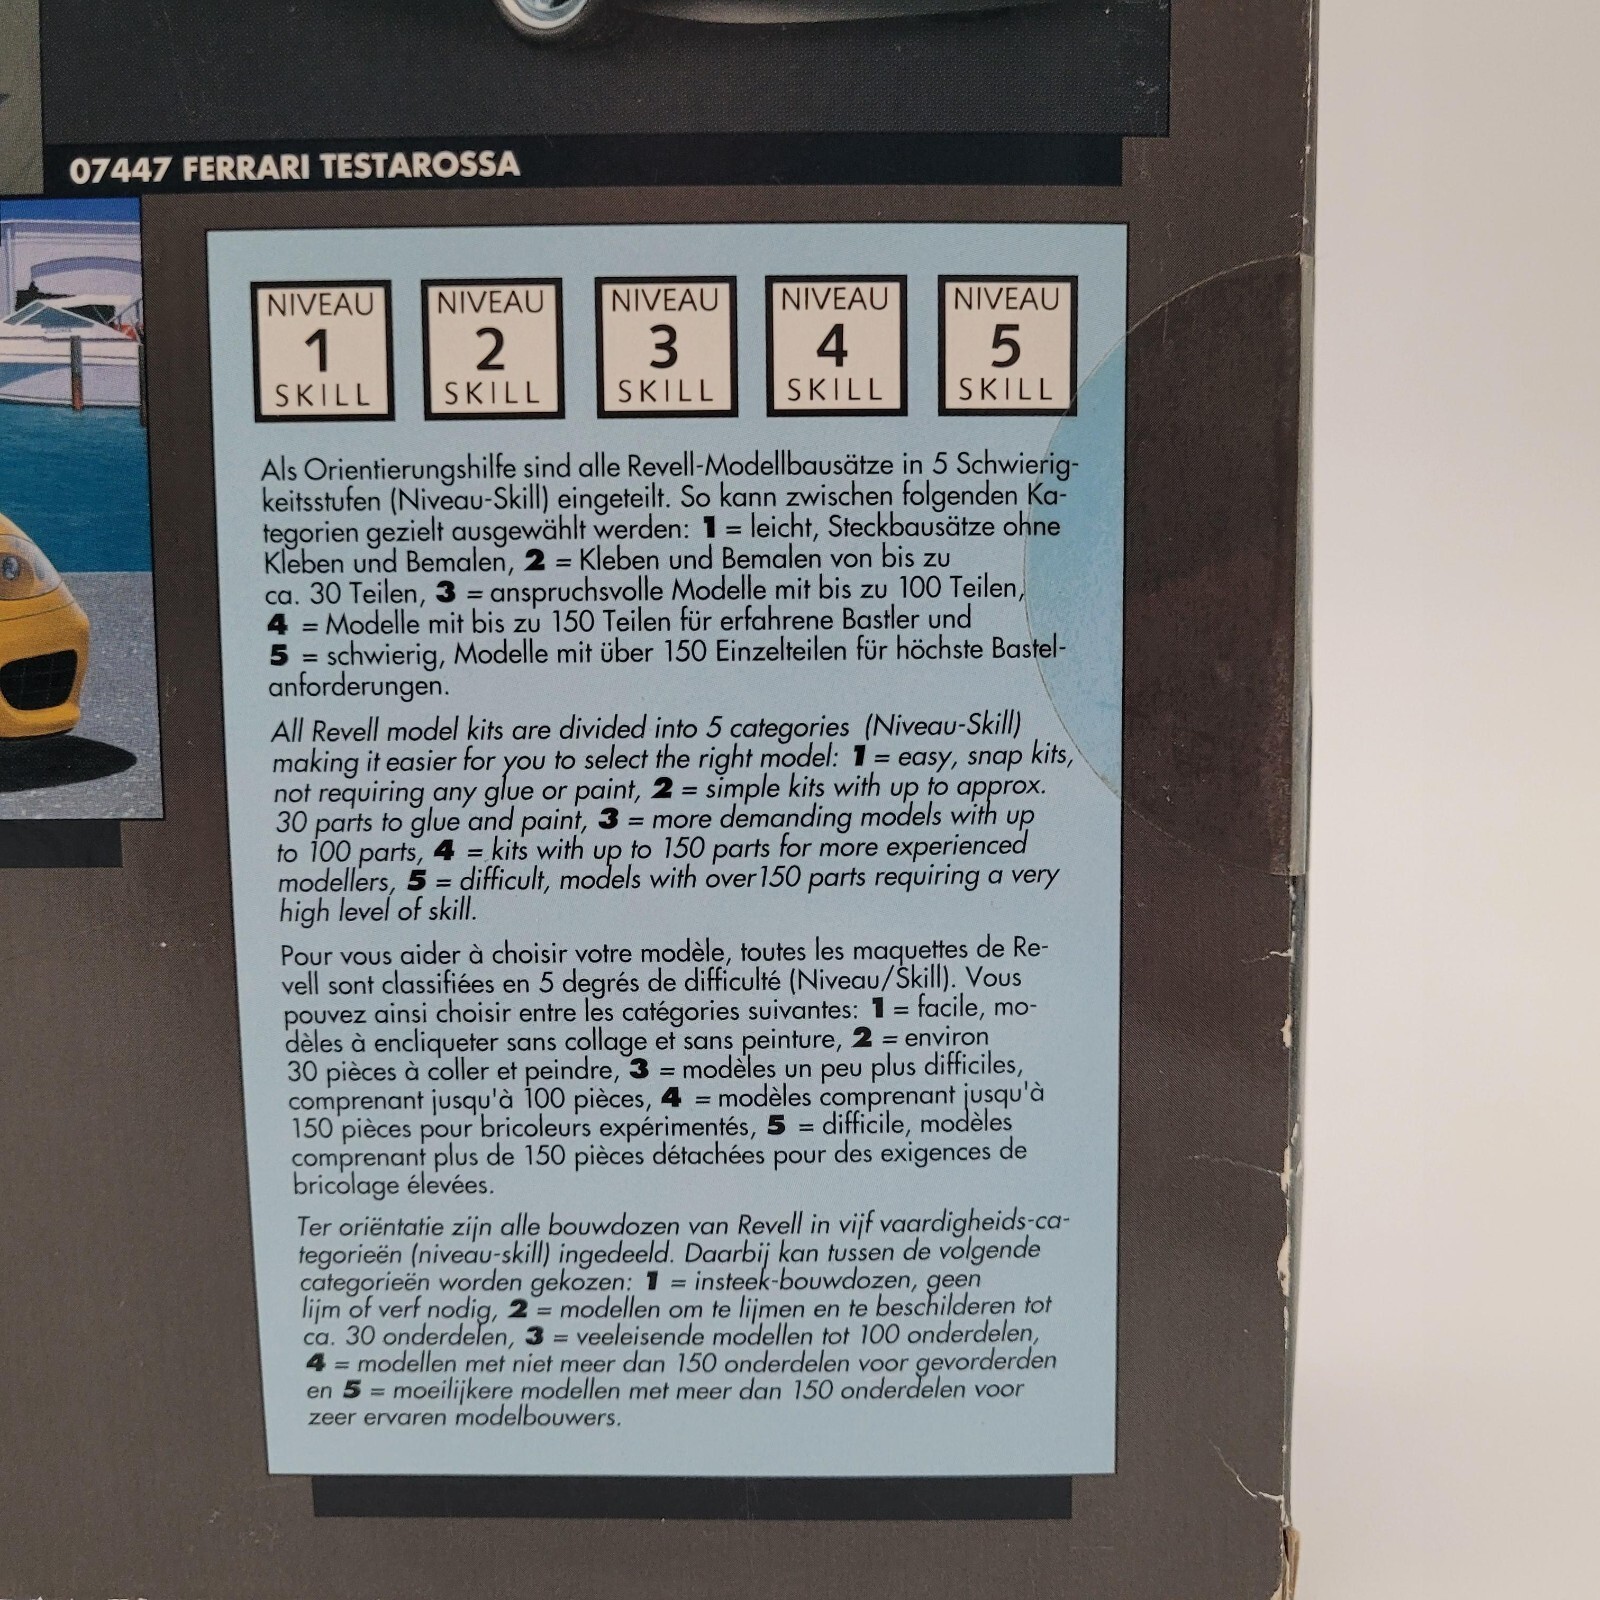 07447 FERRARI TESTAROSSA
NIVEAU
1
SKILL
NIVEAU
2
SKILL
NIVEAU
3
SKILL
NIVEAU
4
SKILL
NIVEAU
5
SKILL
Als Orientierungshilfe sind alle Revell-Modellbausätze in 5 Schwierig-
keitsstufen (Niveau-Skill) eingeteilt. So kann zwischen folgenden Ka-
tegorien gezielt ausgewählt werden: 1 = leicht, Steckbausätze ohne
Kleben und Bemalen, 2 = Kleben und Bemalen von bis zu
ca. 30 Teilen, 3 = anspruchsvolle Modelle mit bis zu 100 Teilen,
4 = Modelle mit bis zu 150 Teilen für erfahrene Bastler und
5 = schwierig, Modelle mit über 150 Einzelteilen für höchste Bastel-
anforderungen.
All Revell model kits are divided into 5 categories (Niveau-Skill)
making it easier for you to select the right model: 1 = easy, snap kits,
not requiring any glue or paint, 2 = simple kits with up to approx.
30 parts to glue and paint, 3 = more demanding models with up
to 100 parts, 4 = kits with up to 150 parts for more experienced
modellers, 5 = difficult, models with over150 parts requiring a very
high level of skill.
Pour vous aider à choisir votre modèle, toutes les maquettes de Re-
vell sont classifiées en 5 degrés de difficulté (Niveau/Skill). Vous
pouvez ainsi choisir entre les catégories suivantes: 1 = facile, mo-
dèles à encliqueter sans collage et sans peinture, 2 = environ
30 pièces à coller et peindre, 3 = modèles un peu plus difficiles,
comprenant jusqu'à 100 pièces, 4 = modèles comprenant jusqu'à
150 pièces pour bricoleurs expérimentés, 5 = difficile, modèles
comprenant plus de 150 pièces détachées pour des exigences de
bricolage élevées.
Ter oriëntatie zijn alle bouwdozen van Revell in vijf vaardigheids-ca-
tegorieën (niveau-skill) ingedeeld. Daarbij kan tussen de volgende
categorieën worden gekozen: 1 = insteek-bouwdozen, geen
lijm of verf nodig, 2 = modellen om te lijmen en te beschilderen tot
ca. 30 onderdelen, 3 = veeleisende modellen tot 100 onderdelen,
4 = modellen met niet meer dan 150 onderdelen voor gevorderden
en 5 = moeilijkere modellen met meer dan 150 onderdelen voor
zeer ervaren modelbouwers.